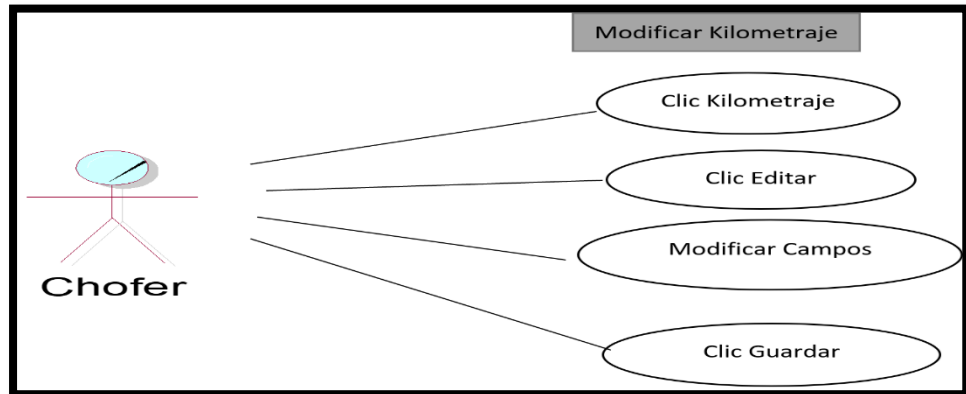 Modificar Kilometraje
Clic Kilometraje
Clic Editar
Modificar Campos
Chofer
Clic Guardar